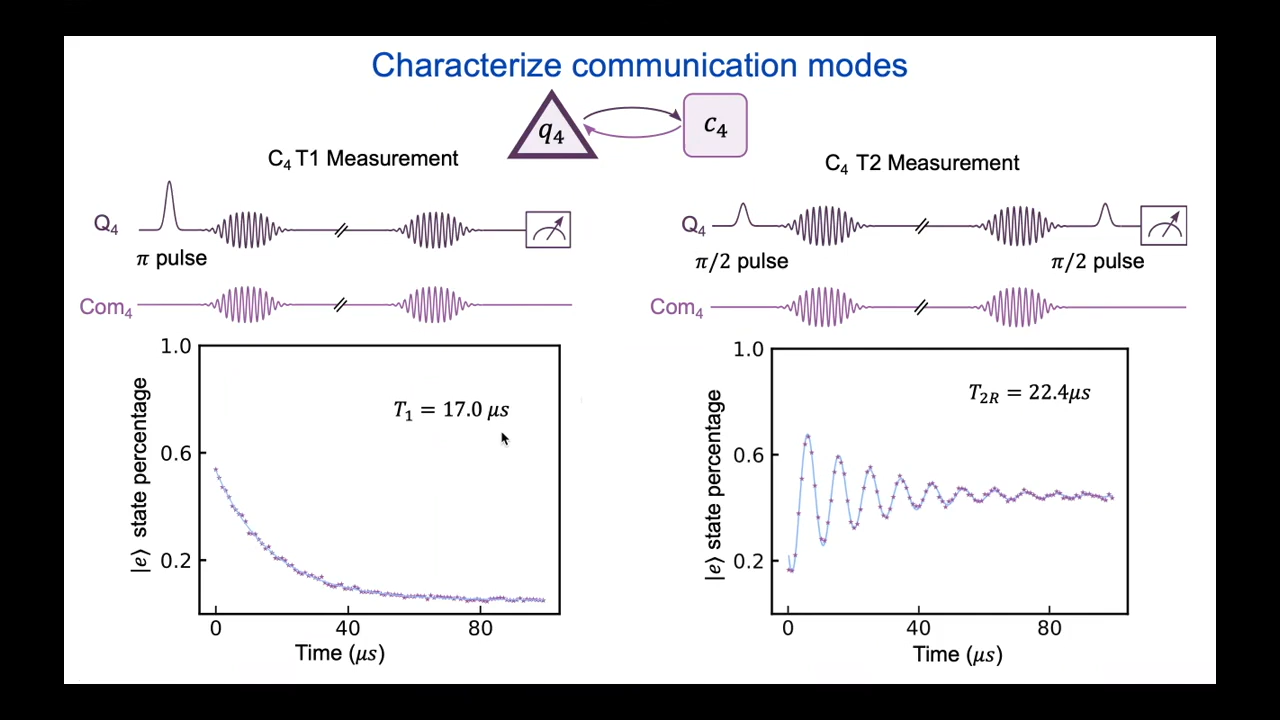 Characterize communication modes
q₄
c₄
C₄ T1 Measurement
Q₄
π pulse
Com₄
1.0
0.6
0.2
|e⟩ state percentage
T₁ = 17.0 μs
0 40 80
Time (μs)
C₄ T2 Measurement
Q₄
π/2 pulse
π/2 pulse
Com₄
1.0
0.6
0.2
|e⟩ state percentage
T₂R = 22.4μs
0 40 80
Time (μs)